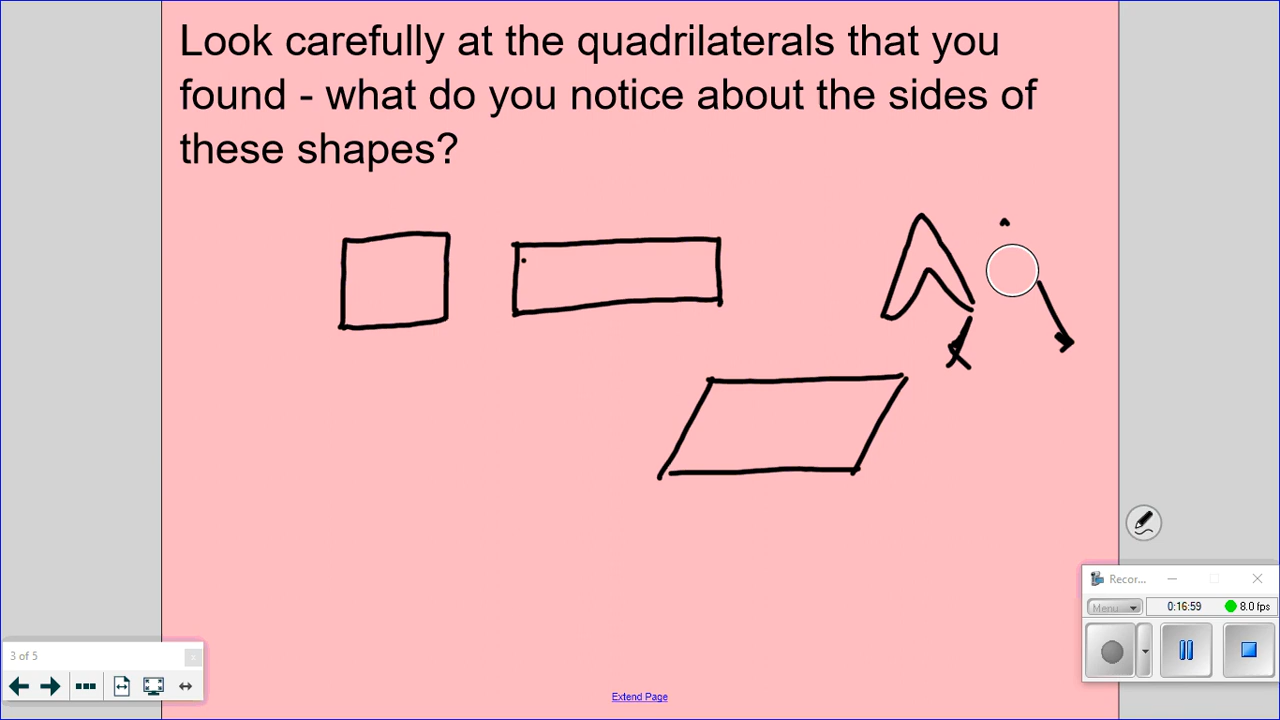 Look carefully at the quadrilaterals that you
found - what do you notice about the sides of
these shapes?
Recor...
Menu
0:16:59
8.0 fps
3 of 5
Extend Page